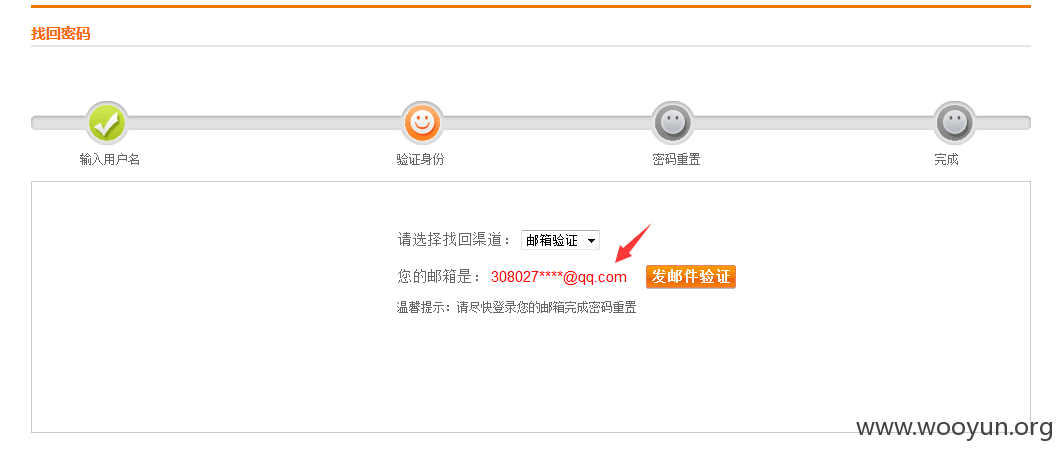 找回密码
输入用户名 验证身份 密码重置 完成
请选择找回渠道： 邮箱验证
您的邮箱是： 308027****@qq.com 发邮件验证
温馨提示：请尽快登录您的邮箱完成密码重置
www.wooyun.org